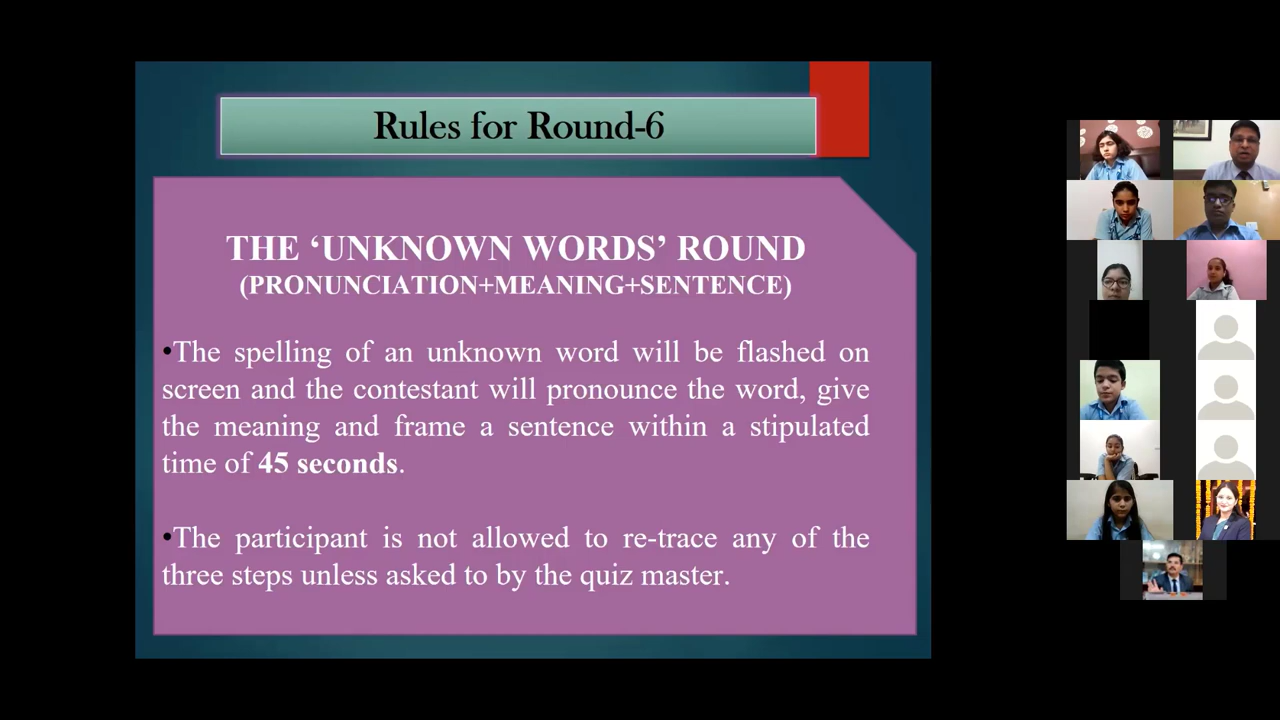 Rules for Round-6
THE ‘UNKNOWN WORDS’ ROUND
(PRONUNCIATION+MEANING+SENTENCE)
•The spelling of an unknown word will be flashed on
screen and the contestant will pronounce the word, give
the meaning and frame a sentence within a stipulated
time of 45 seconds.
•The participant is not allowed to re-trace any of the
three steps unless asked to by the quiz master.